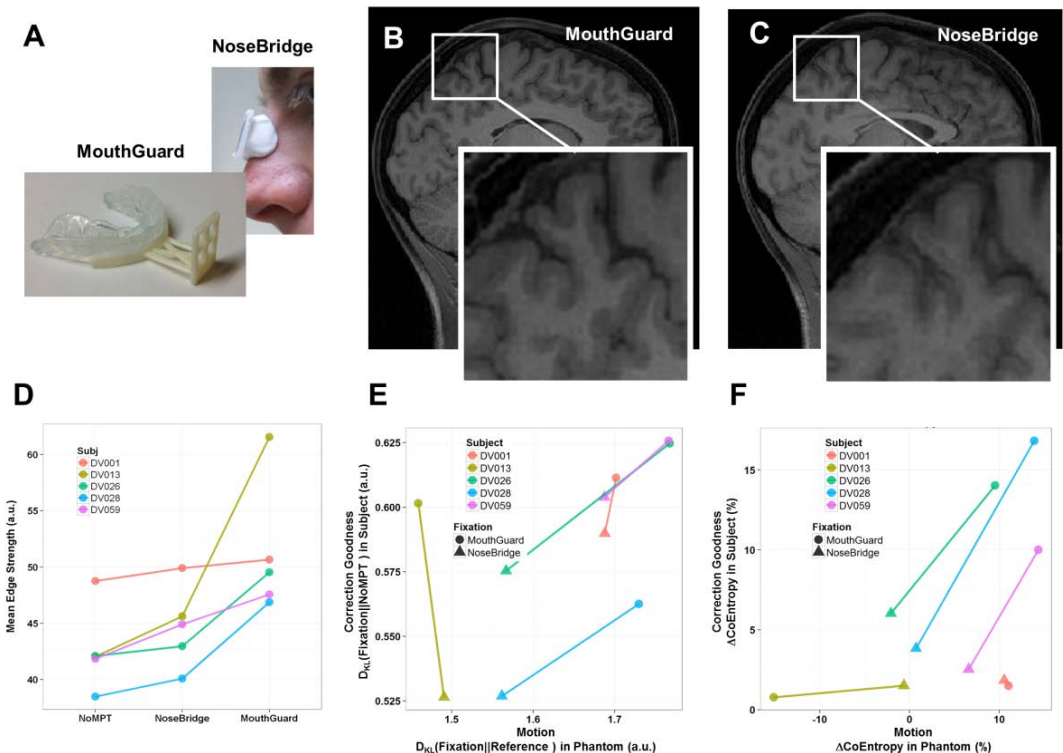 A
NoseBridge
MouthGuard
B
MouthGuard
C
NoseBridge
D
Mean Edge Strength (a.u.)
60
55
50
45
40
Subj
DV001
DV013
DV026
DV028
DV059
NoMPT
NoseBridge
MouthGuard
E
Correction Goodness
D_KL(Fixation||NoMPT ) in Subject (a.u.)
0.625
0.600
0.575
0.550
0.525
Subject
DV001
DV013
DV026
DV028
DV059
Fixation
MouthGuard
NoseBridge
1.5
1.6
1.7
Motion
D_KL(Fixation||Reference ) in Phantom (a.u.)
F
Correction Goodness
ΔCoEntropy in Subject (%)
15
10
5
0
Subject
DV001
DV013
DV026
DV028
DV059
Fixation
MouthGuard
NoseBridge
-10
0
10
Motion
ΔCoEntropy in Phantom (%)